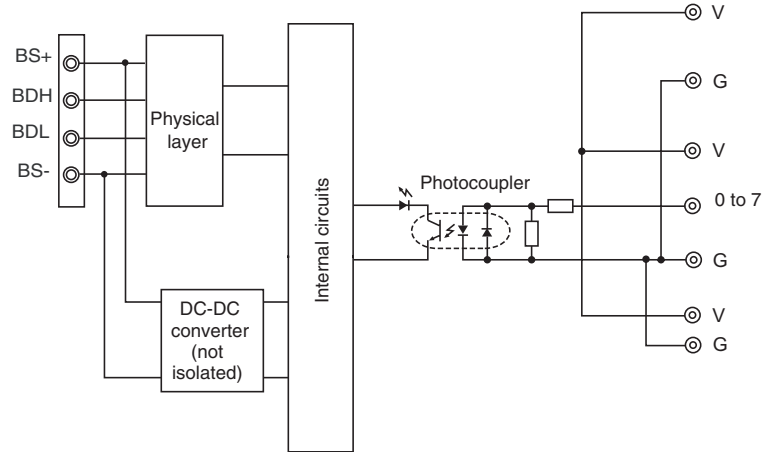 BS+
BDH
BDL
BS-
Physical
layer
DC-DC
converter
(not
isolated)
Internal circuits
Photocoupler
V
G
V
0 to 7
G
V
G